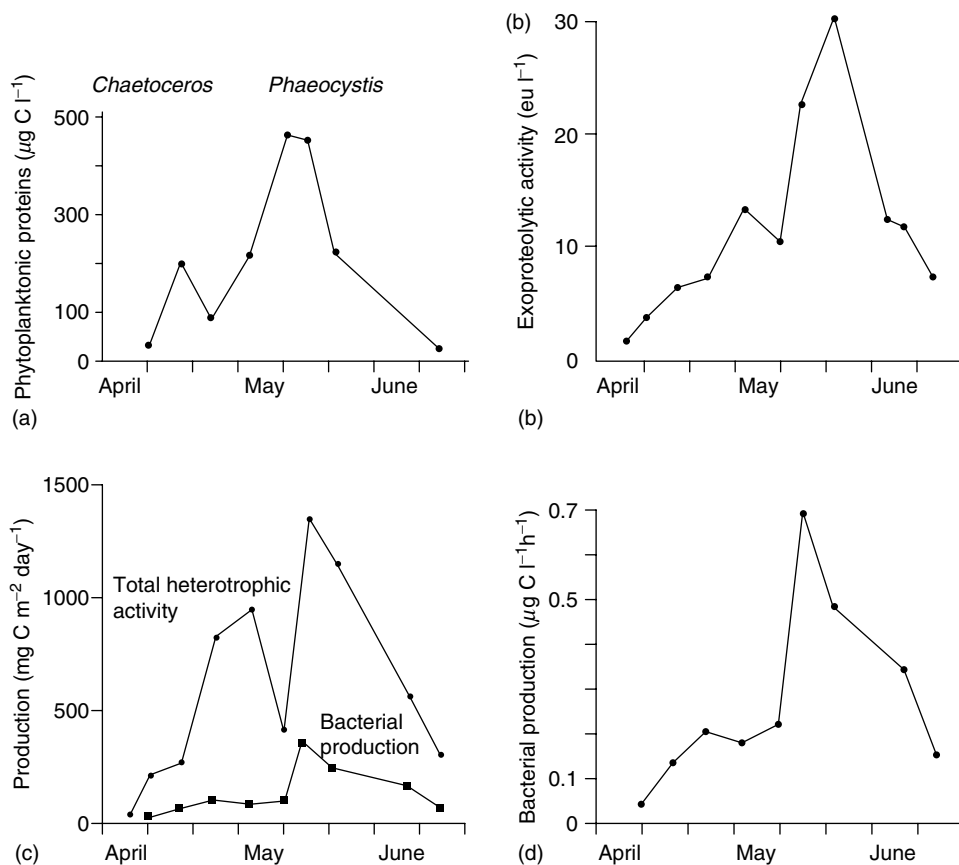 Chaetoceros Phaeocystis
Phytoplanktonic proteins (μg C l⁻¹)
500
300
100
0
April May June
(a)
(b)
Exoproteolytic activity (eu l⁻¹)
30
20
10
0
April May June
(b)
Production (mg C m⁻² day⁻¹)
1500
1000
500
0
Total heterotrophic
activity
Bacterial
production
April May June
(c)
Bacterial production (μg C l⁻¹h⁻¹)
0.7
0.5
0.1
0
April May June
(d)